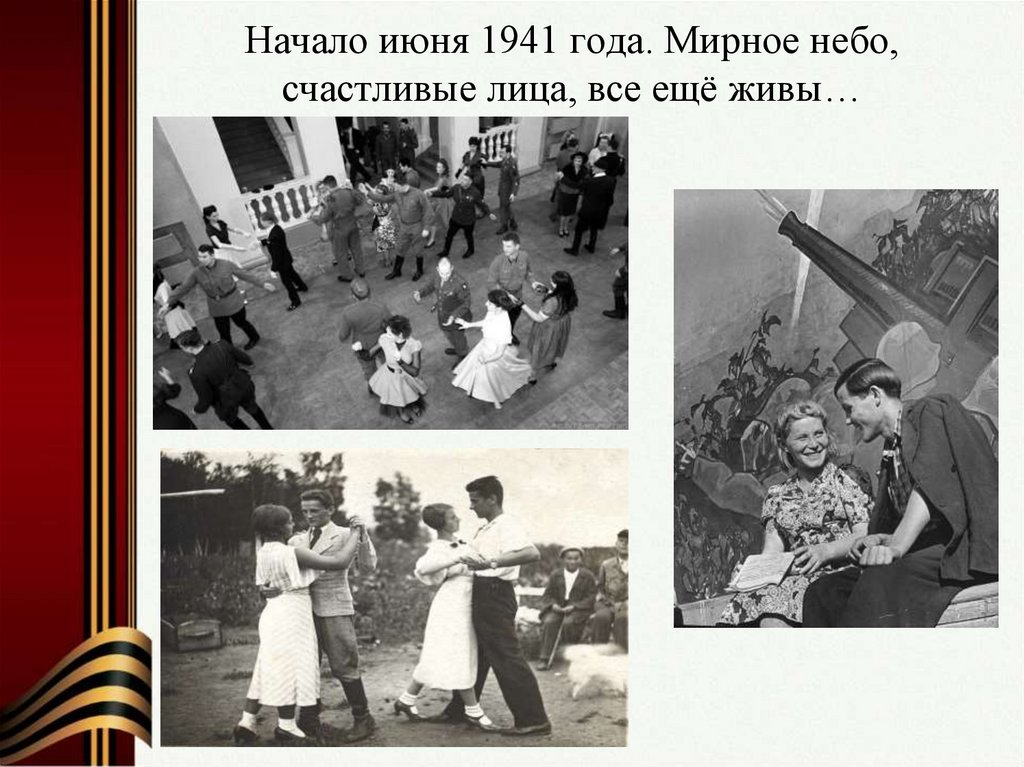 Начало июня 1941 года. Мирное небо,
счастливые лица, все ещё живы…